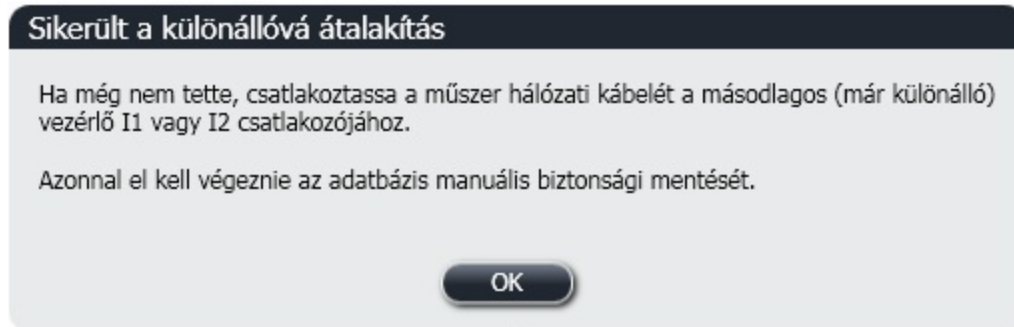 Sikerült a különállóvá átalakítás
Ha még nem tette, csatlakoztassa a műszer hálózati kábelét a másodlagos (már különálló)
vezérlő I1 vagy I2 csatlakozójához.
Azonnal el kell végeznie az adatbázis manuális biztonsági mentését.
OK